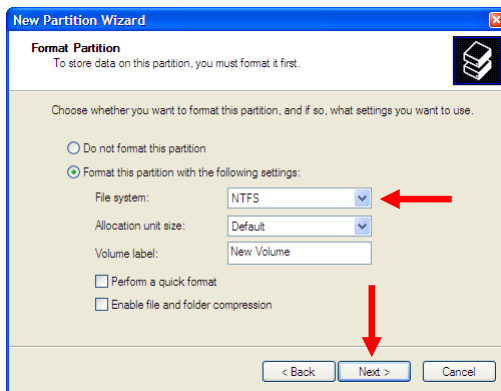 New Partition Wizard
Format Partition
To store data on this partition, you must format it first.
Choose whether you want to format this partition, and if so, what settings you want to use.
Do not format this partition
Format this partition with the following settings:
File system: NTFS
Allocation unit size: Default
Volume label: New Volume
Perform a quick format
Enable file and folder compression
< Back Next > Cancel